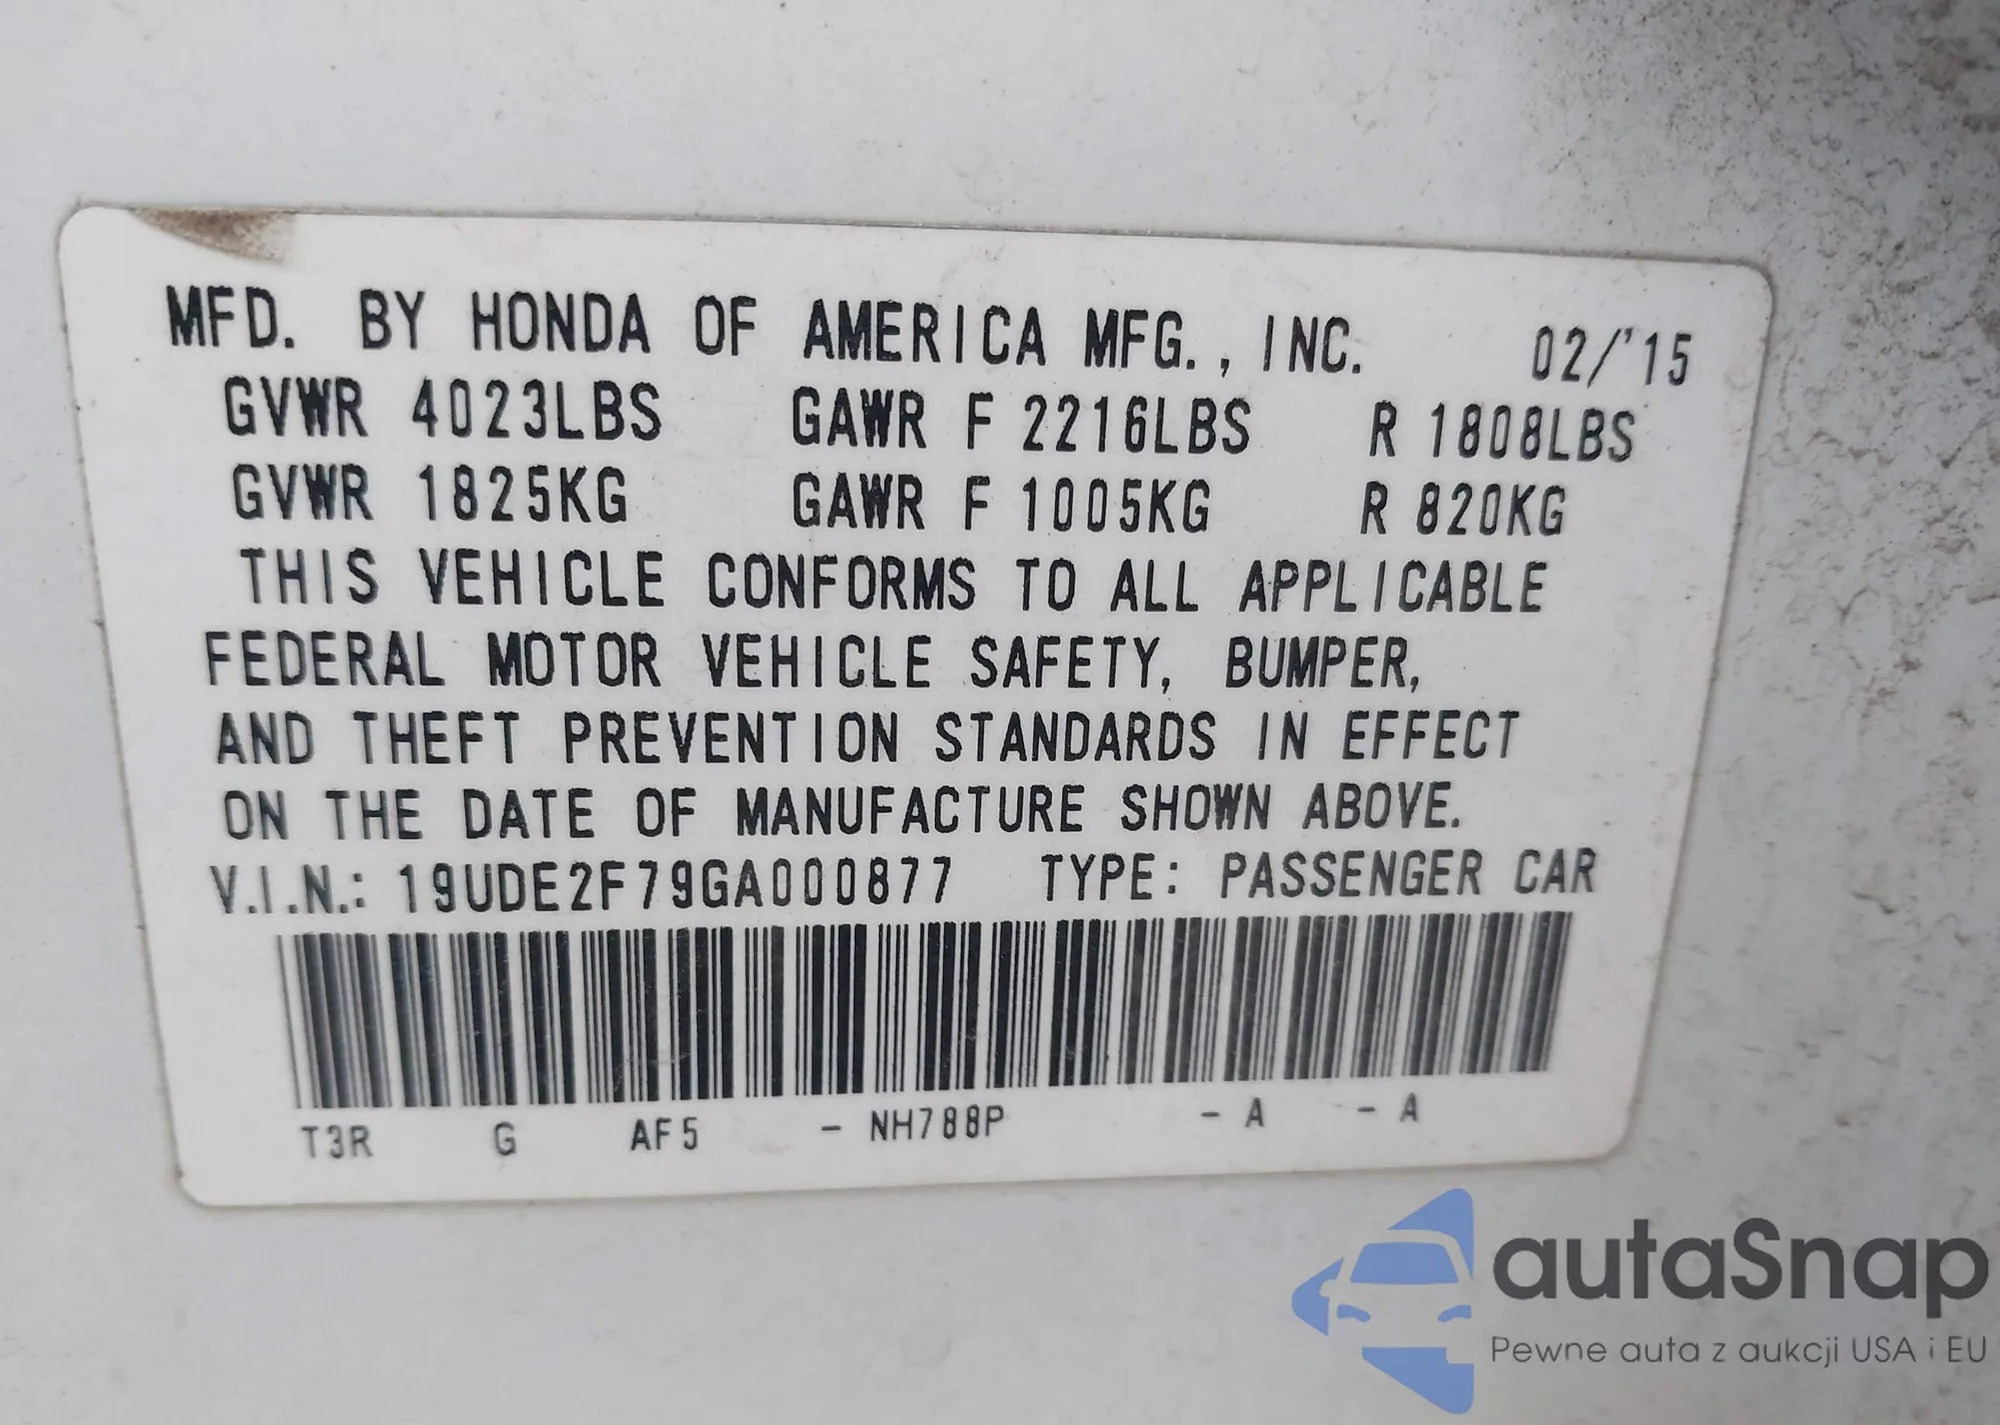 MFD. BY HONDA OF AMERICA MFG., INC. 02/'15
GVWR 4023LBS GAWR F 2216LBS R 1808LBS
GVWR 1825KG GAWR F 1005KG R 820KG
THIS VEHICLE CONFORMS TO ALL APPLICABLE
FEDERAL MOTOR VEHICLE SAFETY, BUMPER,
AND THEFT PREVENTION STANDARDS IN EFFECT
ON THE DATE OF MANUFACTURE SHOWN ABOVE.
V.I.N.: 19UDE2F79GA000877 TYPE: PASSENGER CAR
T3R G AF5 - NH788P - A - A
autaSnap
Pewne auta z aukcji USA i EU